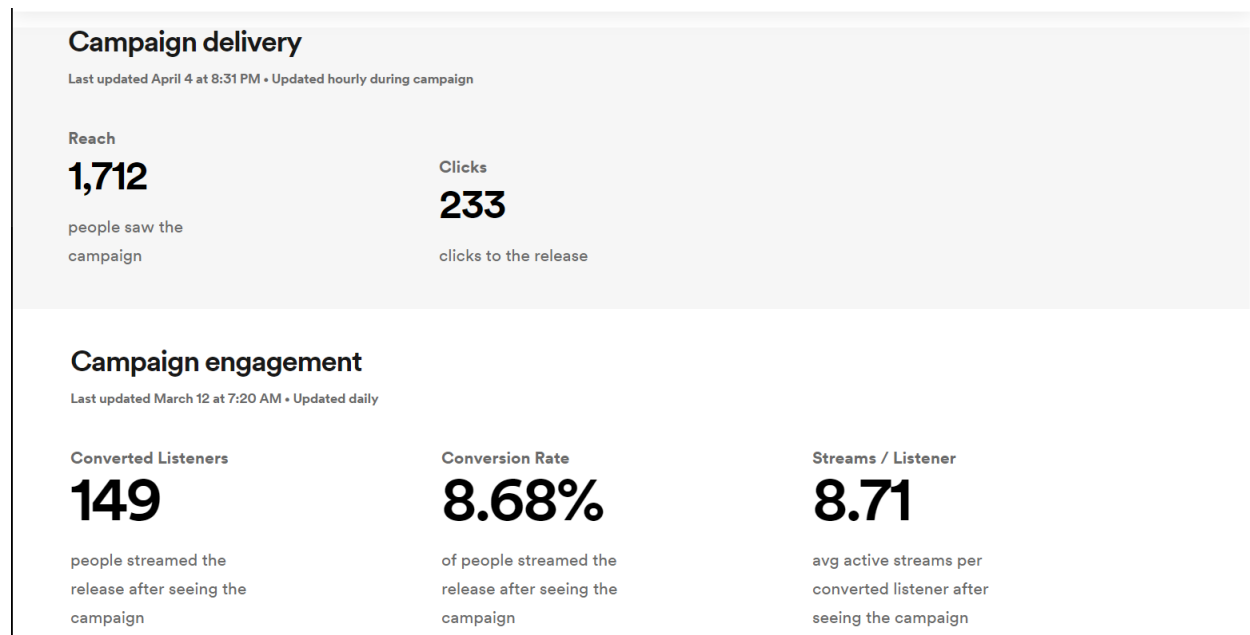 Campaign delivery
Last updated April 4 at 8:31 PM • Updated hourly during campaign
Reach
1,712
people saw the
campaign
Clicks
233
clicks to the release
Campaign engagement
Last updated March 12 at 7:20 AM • Updated daily
Converted Listeners
149
people streamed the
release after seeing the
campaign
Conversion Rate
8.68%
of people streamed the
release after seeing the
campaign
Streams / Listener
8.71
avg active streams per
converted listener after
seeing the campaign